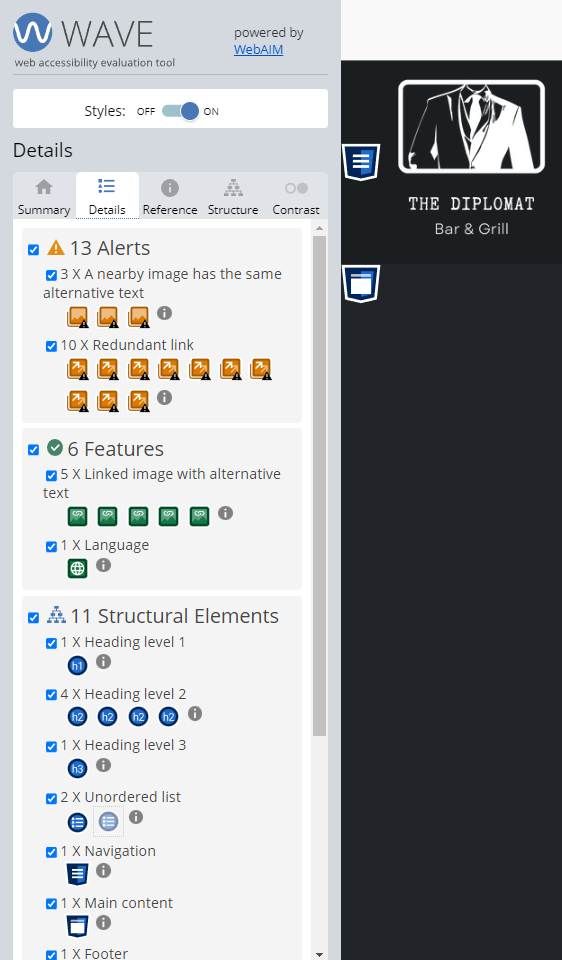 WAVE
web accessibility evaluation tool
powered by
WebAIM
Styles: OFF ON
Details
Summary Details Reference Structure Contrast
13 Alerts
3 X A nearby image has the same
alternative text
10 X Redundant link
6 Features
5 X Linked image with alternative
text
1 X Language
11 Structural Elements
1 X Heading level 1
h1
4 X Heading level 2
h2 h2 h2 h2
1 X Heading level 3
h3
2 X Unordered list
1 X Navigation
1 X Main content
1 X Footer
THE DIPLOMAT
Bar & Grill